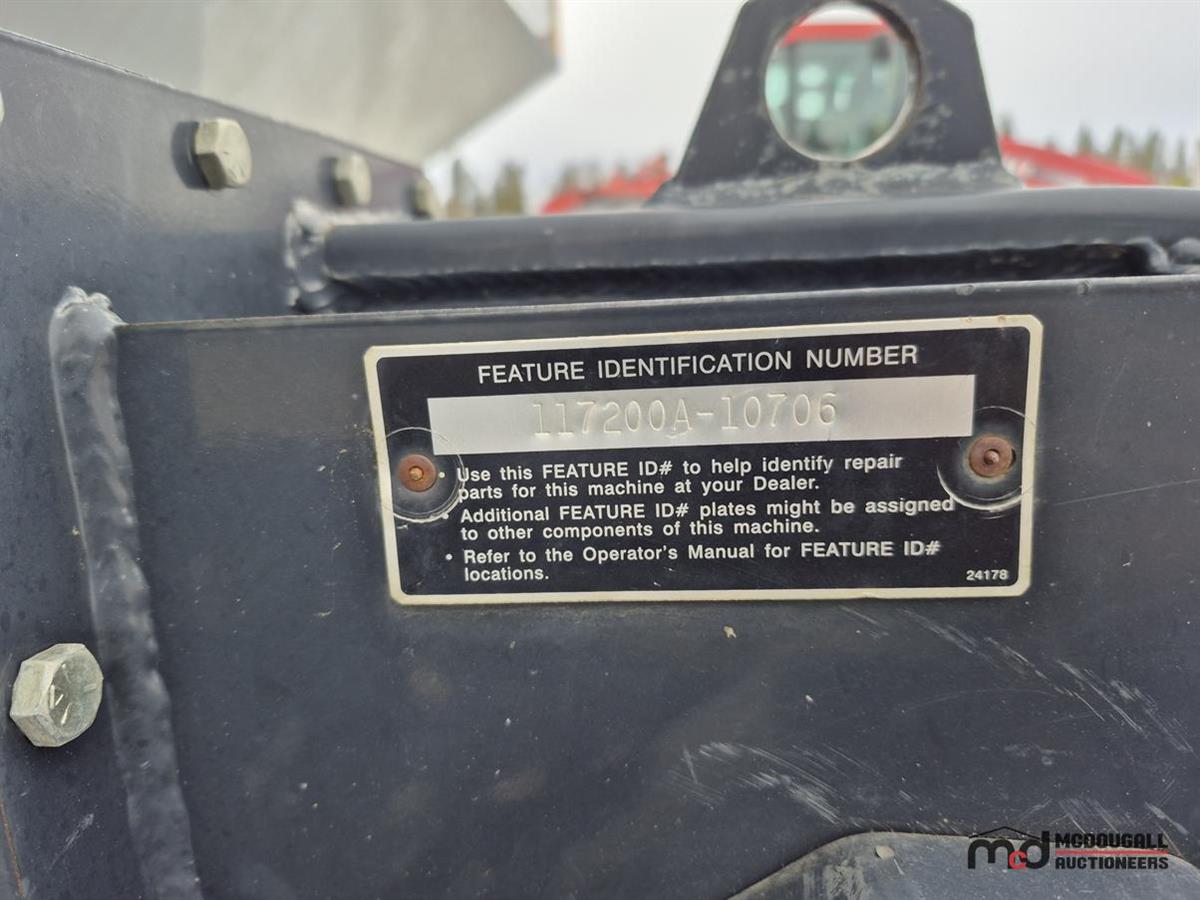 FEATURE IDENTIFICATION NUMBER
117200A-10706
• Use this FEATURE ID# to help identify repair
parts for this machine at your Dealer.
• Additional FEATURE ID# plates might be assigned
to other components of this machine.
• Refer to the Operator's Manual for FEATURE ID#
locations.
24178
mcd MCDOUGALL
AUCTIONEERS